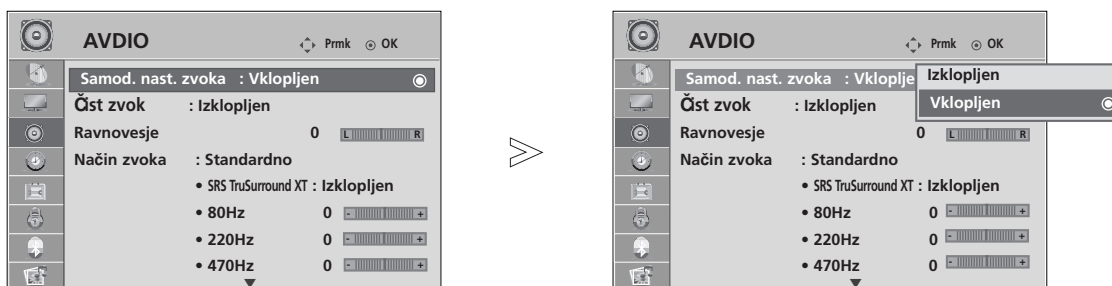 AVDIO Prmk OK
Samod. nast. zvoka : Vklopljen
Čist zvok : Izklopljen
Ravnovesje 0 L R
Način zvoka : Standardno
• SRS TruSurround XT : Izklopljen
• 80Hz 0 - +
• 220Hz 0 - +
• 470Hz 0 - +
>
AVDIO Prmk OK
Samod. nast. zvoka : Vklople
Izklopljen
Vklopljen
Čist zvok : Izklopljen
Ravnovesje 0 L R
Način zvoka : Standardno
• SRS TruSurround XT : Izklopljen
• 80Hz 0 - +
• 220Hz 0 - +
• 470Hz 0 - +